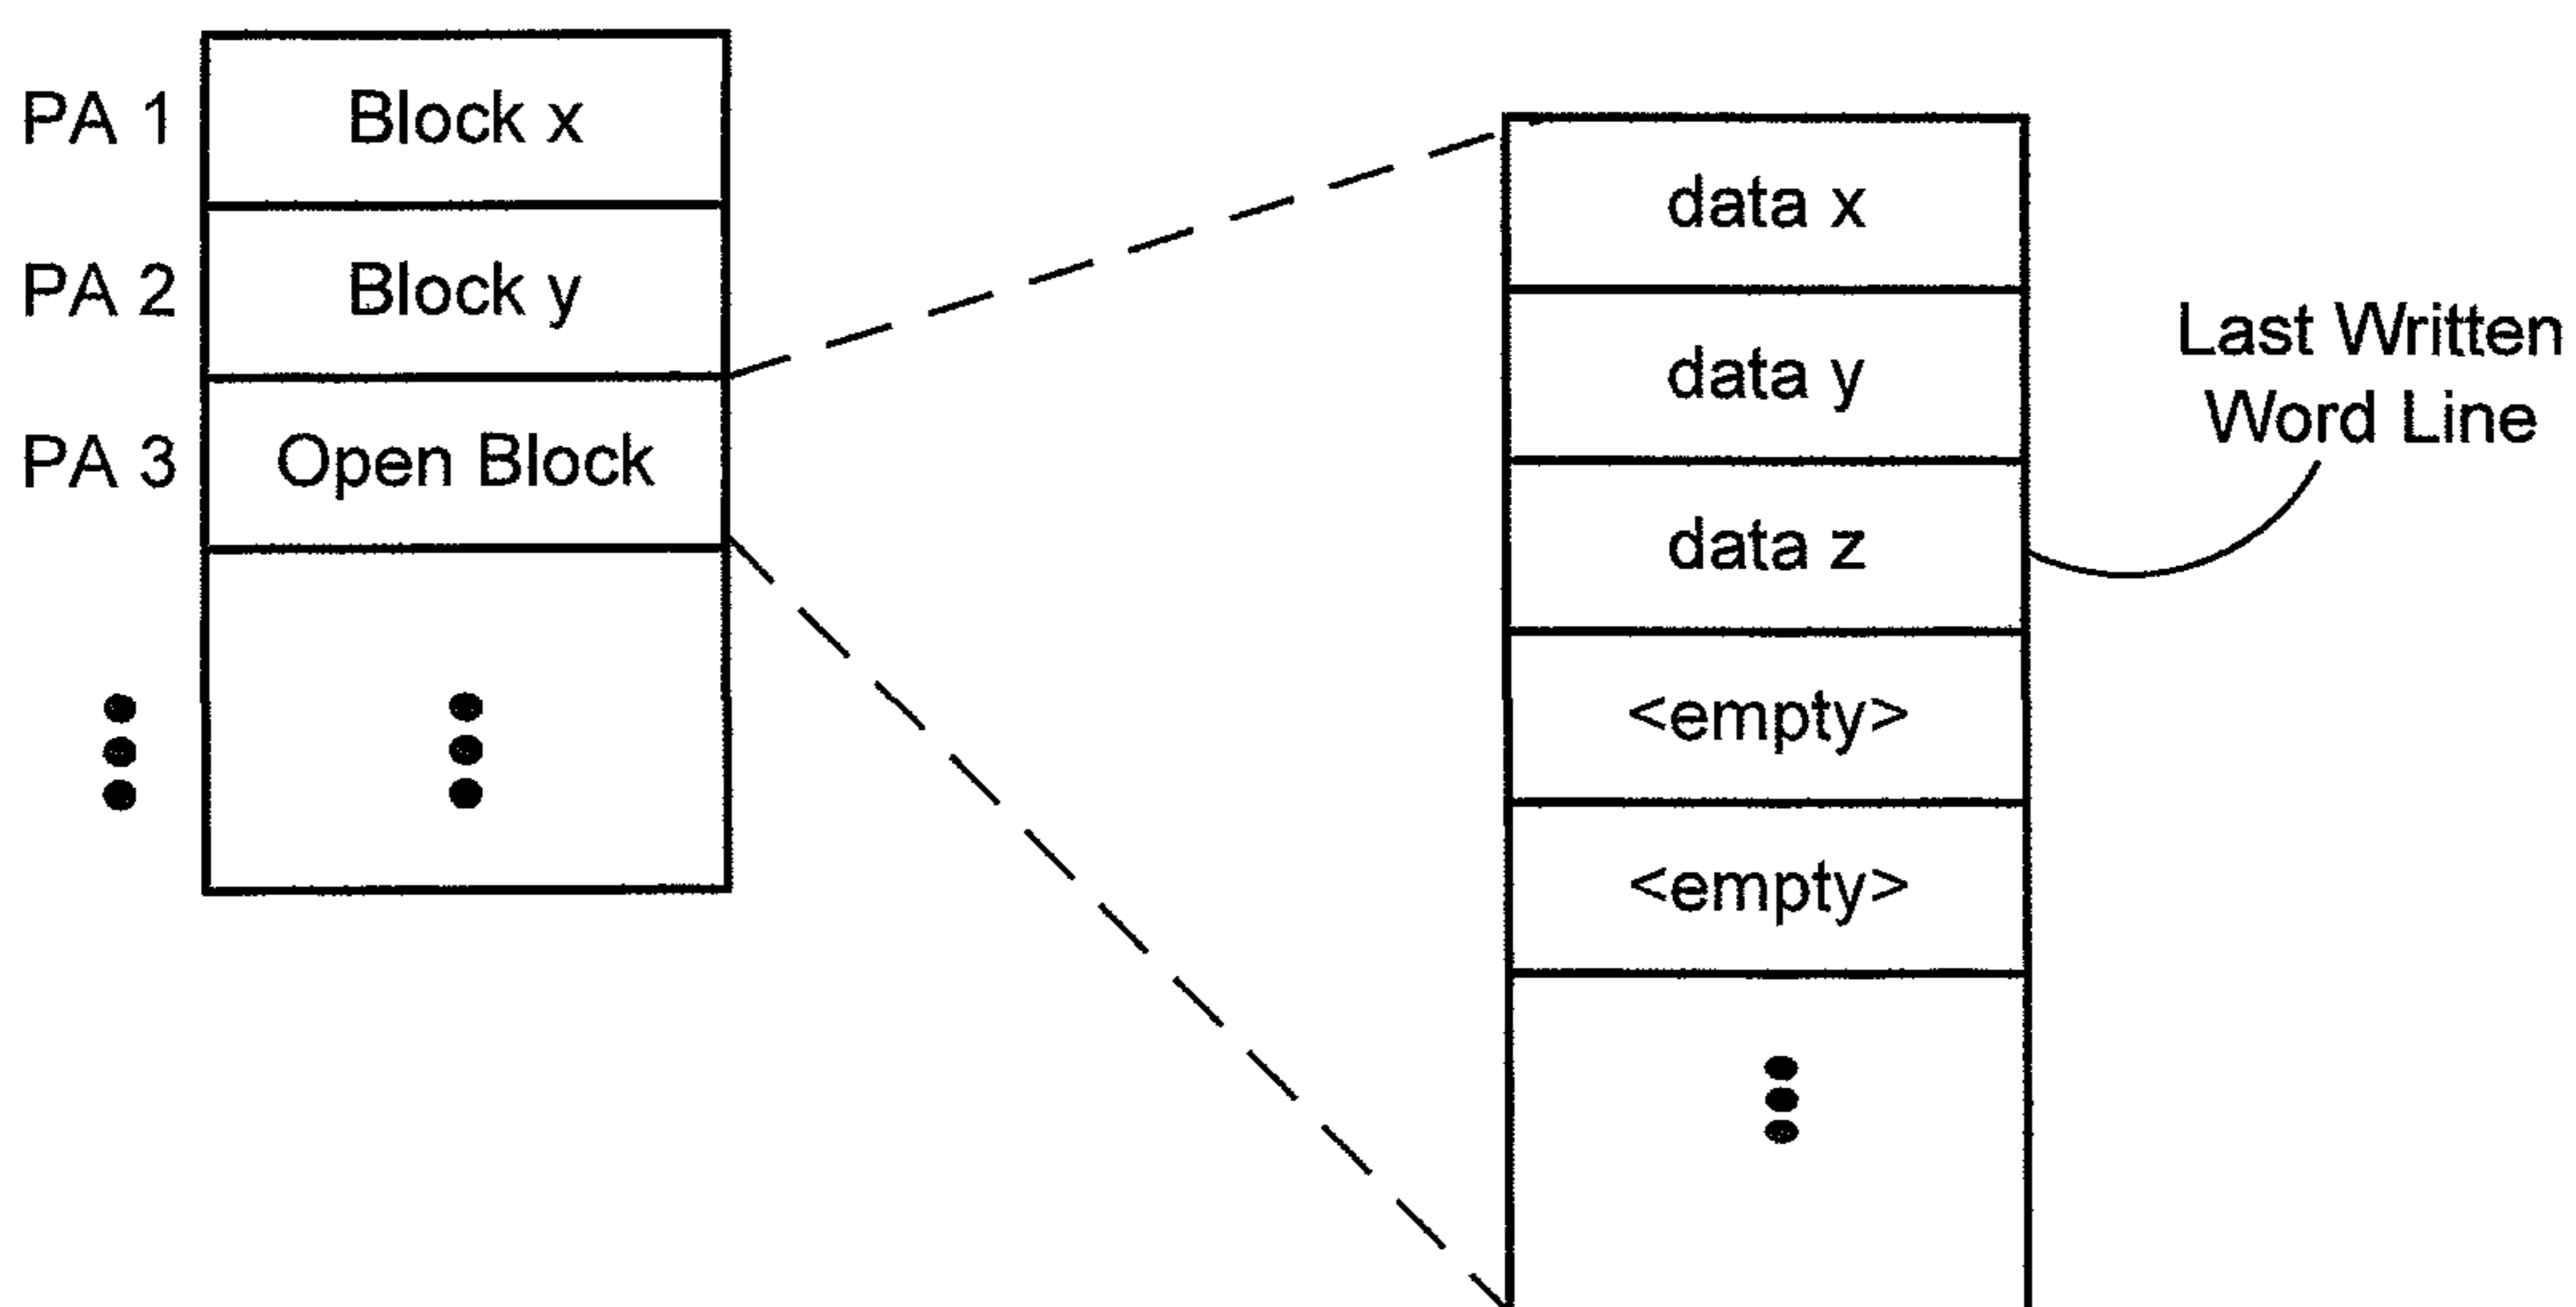 PA 1
Block x
PA 2
Block y
PA 3
Open Block
data x
data y
data z
<empty>
<empty>
Last Written
Word Line